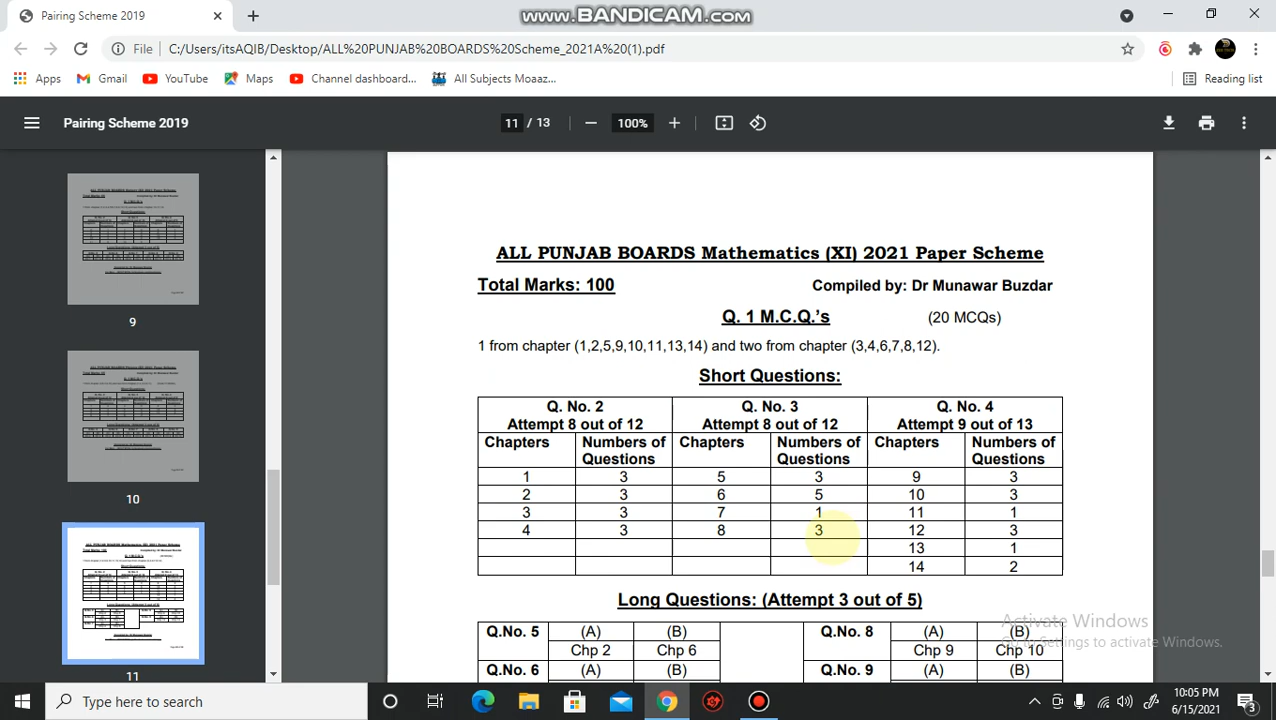 Pairing Scheme 2019
www.BANDICAM.com
File C:/Users/itsAQIB/Desktop/ALL%20PUNJAB%20BOARDS%20Scheme_2021A%20(1).pdf
Apps Gmail YouTube Maps Channel dashboard... All Subjects Moaaz... Reading list
Pairing Scheme 2019 11 / 13 100%
9
10
11
ALL PUNJAB BOARDS Mathematics (XI) 2021 Paper Scheme
Total Marks: 100 Compiled by: Dr Munawar Buzdar
Q. 1 M.C.Q.'s (20 MCQs)
1 from chapter (1,2,5,9,10,11,13,14) and two from chapter (3,4,6,7,8,12).
Short Questions:
Q. No. 2 Q. No. 3 Q. No. 4
Attempt 8 out of 12 Attempt 8 out of 12 Attempt 9 out of 13
Chapters Numbers of Chapters Numbers of Chapters Numbers of
Questions Questions Questions
1 3 5 3 9 3
2 3 6 5 10 3
3 3 7 1 11 1
4 3 8 3 12 3
13 1
14 2
Long Questions: (Attempt 3 out of 5)
Q.No. 5 (A) (B) Q.No. 8 (A) (B)
Chp 2 Chp 6 Chp 9 Chp 10
Q.No. 6 (A) (B) Q.No. 9 (A) (B)
Activate Windows
Go to Settings to activate Windows.
Type here to search
10:05 PM
6/15/2021
3